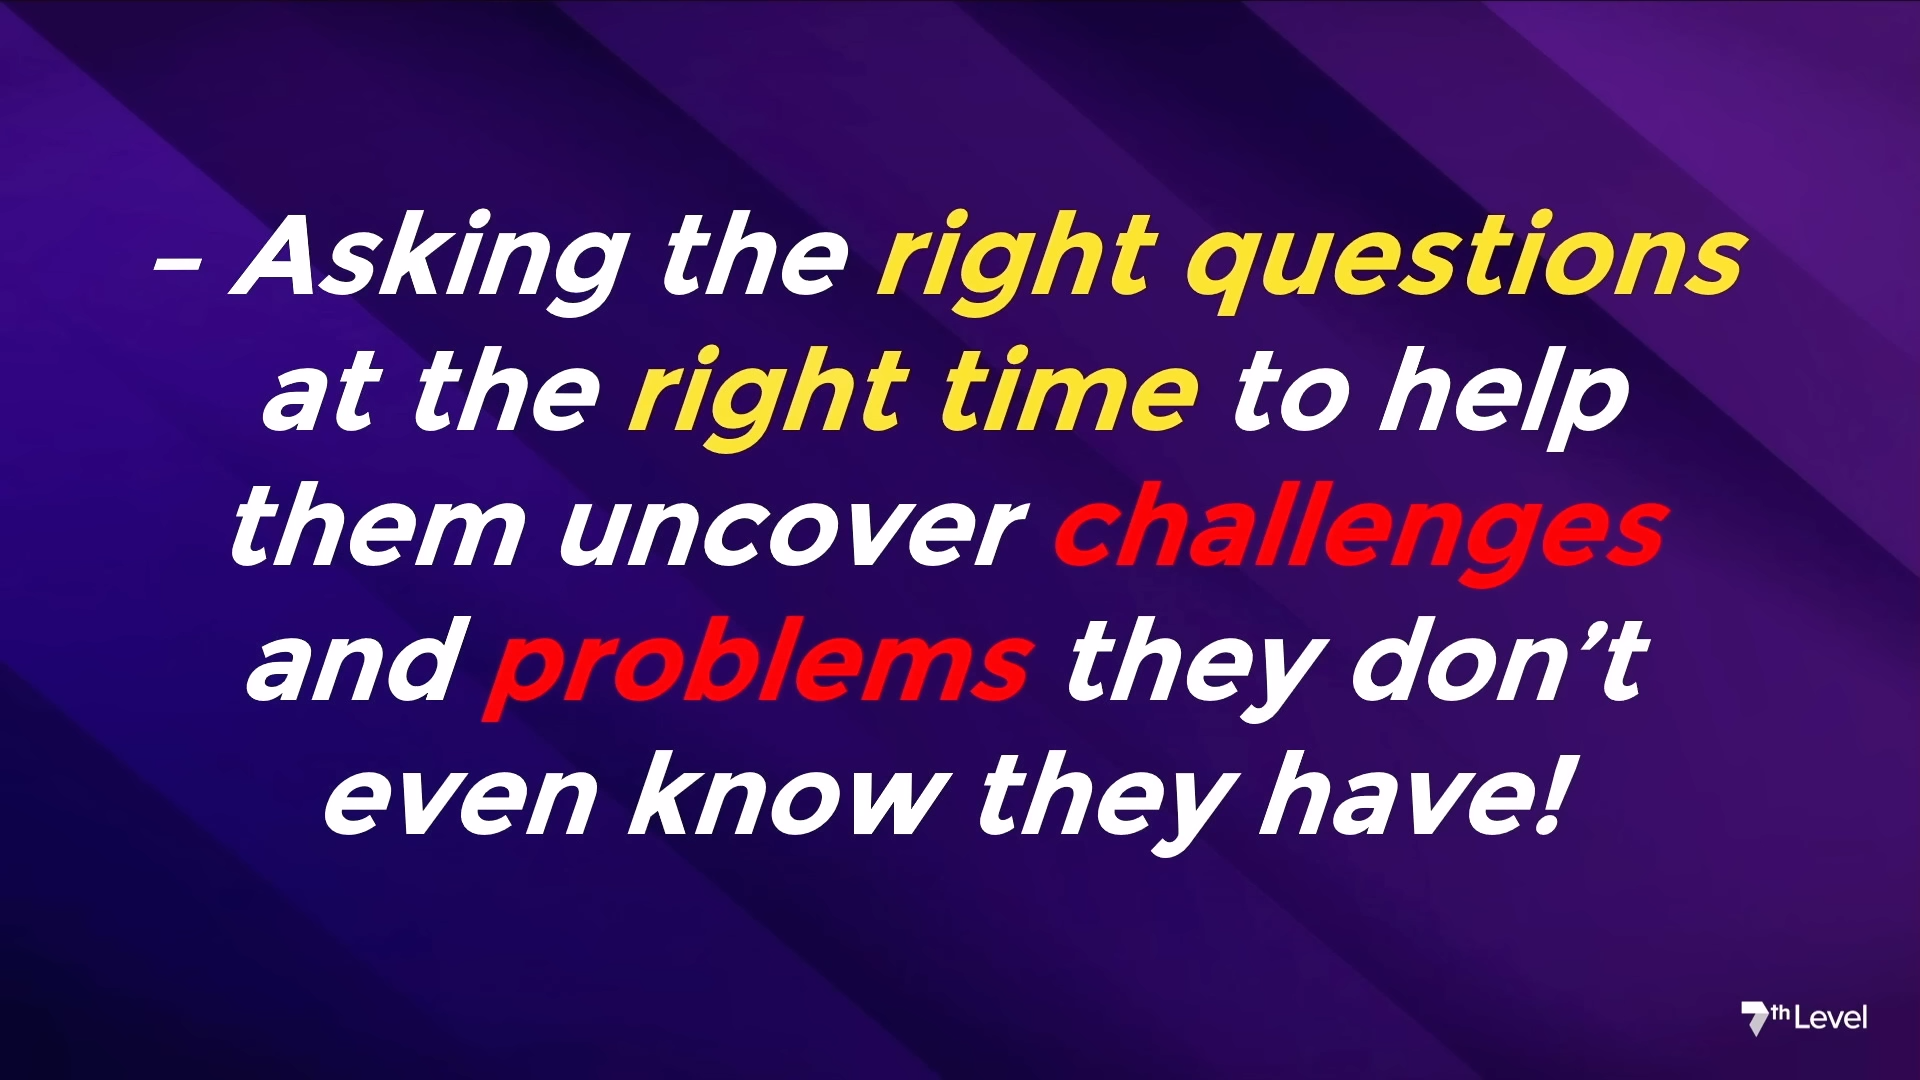 – Asking the right questions
at the right time to help
them uncover challenges
and problems they don’t
even know they have!
7th Level